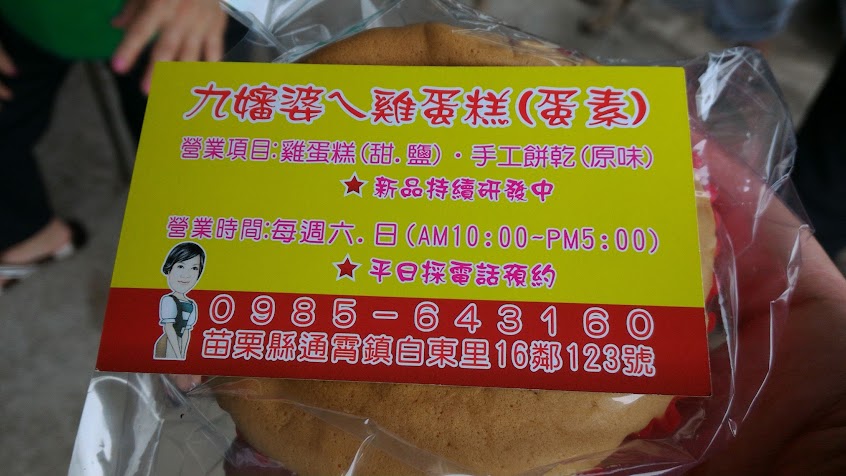 九嬸婆ㄟ雞蛋糕(蛋素)
營業項目:雞蛋糕(甜.鹽)·手工餅乾(原味)
★新品持續研發中
營業時間:每週六.日(AM10:00~PM5:00)
★平日採電話預約
0985-643160
苗栗縣通霄鎮白東里16鄰123號